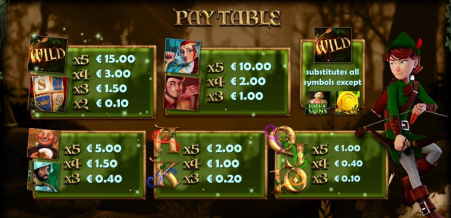 PAY-TABLE
WILD
x5 € 15.00
x4 € 3.00
x3 € 1.50
x2 € 0.10
x5 € 10.00
x4 € 2.00
x3 € 1.00
WILD
substitutes all
symbols except
x5 € 5.00
x4 € 1.50
x3 € 0.40
K
x5 € 2.00
x4 € 1.00
x3 € 0.20
Q J 10
x5 € 1.00
x4 € 0.40
x3 € 0.10